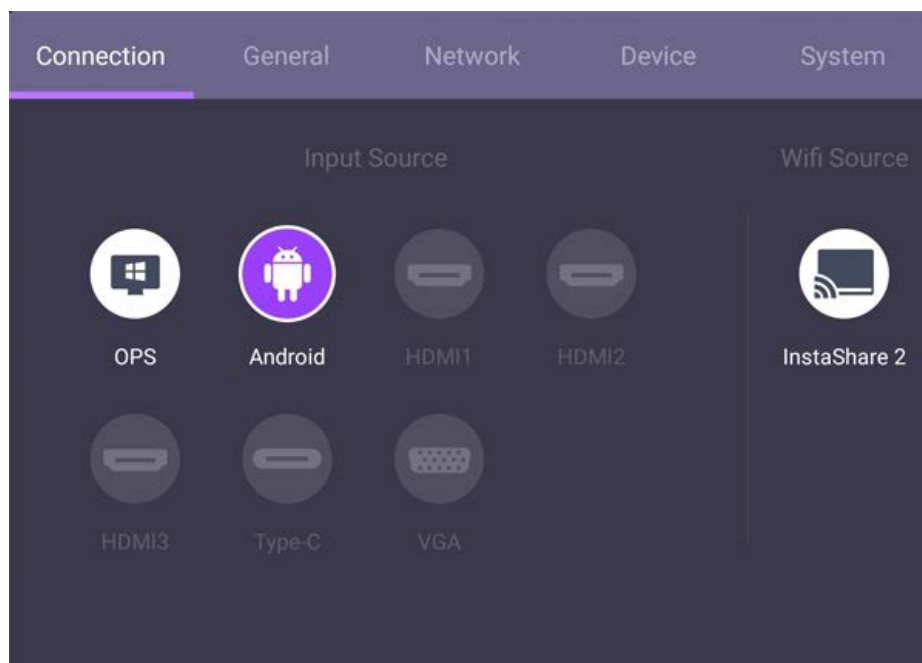 Connection General Network Device System
Input Source Wifi Source
OPS Android HDMI1 HDMI2 InstaShare 2
HDMI3 Type-C VGA